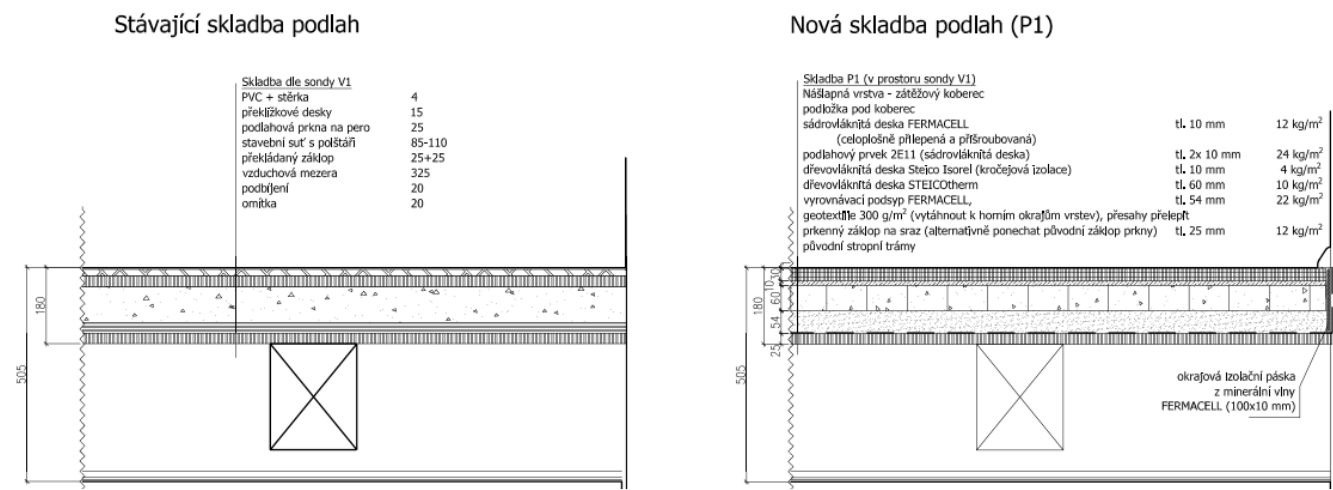 Stávající skladba podlah
Skladba dle sondy V1
PVC + stěrka 4
překližkové desky 15
podlahová prkna na pero 25
stavební suť s polštáři 85-110
překládaný záklop 25+25
vzduchová mezera 325
podbíjení 20
omítka 20
180
505
Nová skladba podlah (P1)
Skladba P1 (v prostoru sondy V1)
Nášlapná vrstva - zátěžový koberec
podložka pod koberec
sádrovláknitá deska FERMACELL tl. 10 mm 12 kg/m²
(celoplošně přilepená a přišroubovaná)
podlahový prvek 2E11 (sádrovláknitá deska) tl. 2x 10 mm 24 kg/m²
dřevovláknitá deska Steico Isorel (kročejová izolace) tl. 10 mm 4 kg/m²
dřevovláknitá deska STEICOtherm tl. 60 mm 10 kg/m²
vyrovnávací podsyp FERMACELL, tl. 54 mm 22 kg/m²
geotextilie 300 g/m² (vytáhnout k horním okrajům vrstev), přesahy přelepit
prkenný záklop na sraz (alternativně ponechat původní záklop prkny) tl. 25 mm 12 kg/m²
původní stropní trámy
30
10
60
54
25
180
505
okrajová izolační páska
z minerální vlny
FERMACELL (100x10 mm)